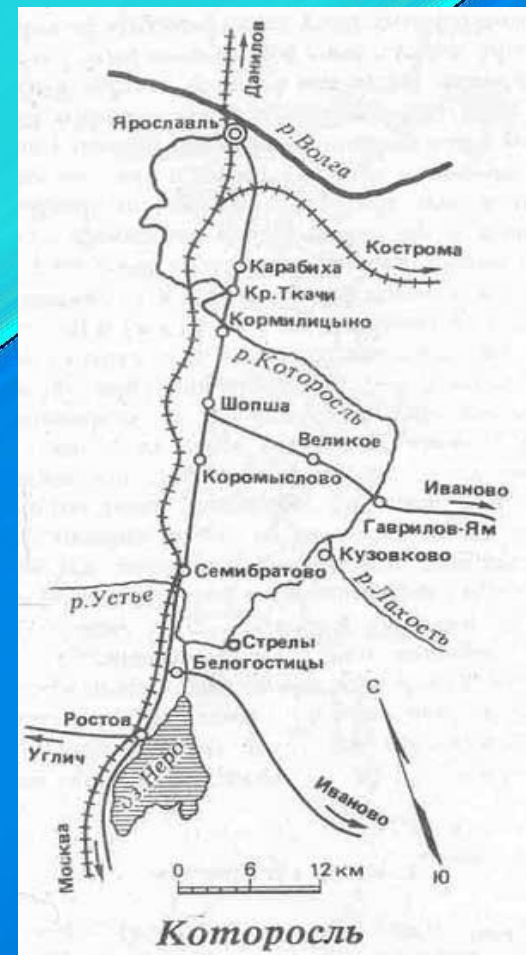 Данилов
Ярославль
р.Волга
Кострома
Карабиха
Кр.Ткачи
Кормилицыно
р.Которосль
Шопша
Великое
Иваново
Коромыслово
Гаврилов-Ям
Кузовково
Семибратово
р.Устье
р.Лахость
Стрелы
Белогостицы
С
Ростов
Углич
оз.Неро
Иваново
Москва
0 6 12 км
Ю
Которосль